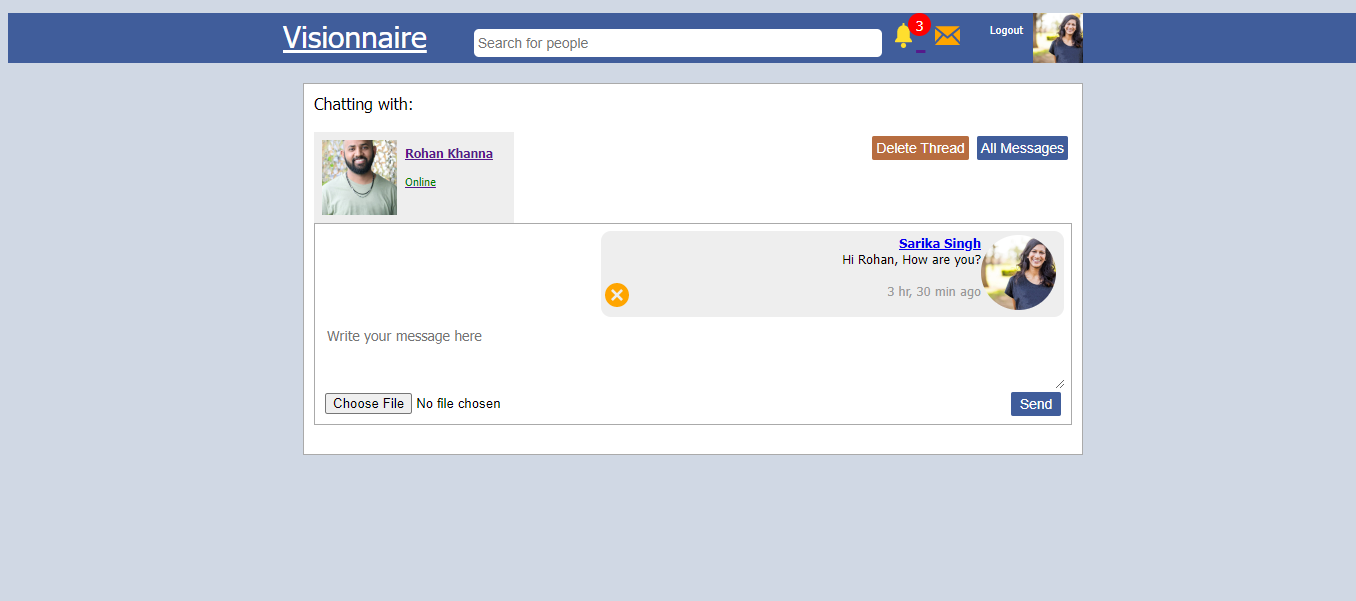 Visionnaire
Search for people
3
Logout
Chatting with:
Rohan Khanna
Online
Delete Thread
All Messages
Sarika Singh
Hi Rohan, How are you?
3 hr, 30 min ago
Write your message here
Choose File No file chosen
Send